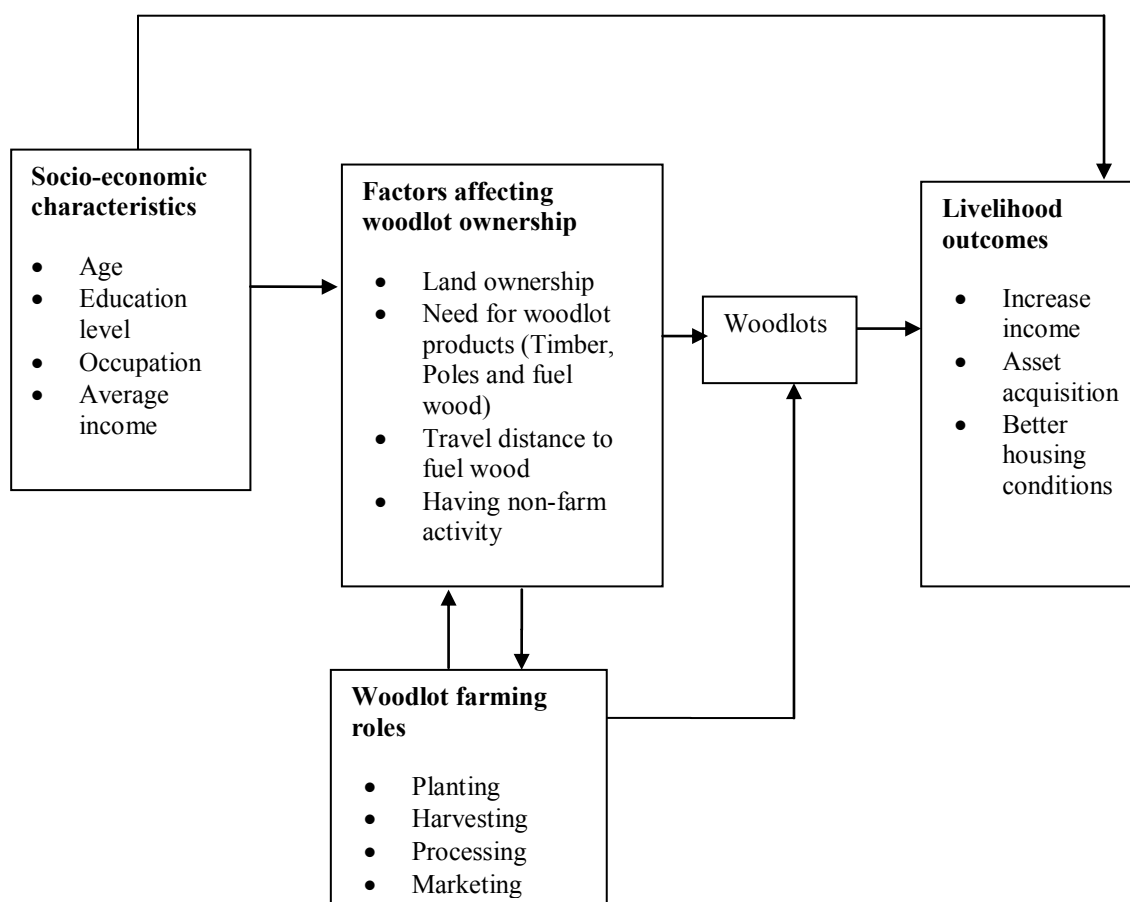 Socio-economic
characteristics
• Age
• Education
level
• Occupation
• Average
income
Factors affecting
woodlot ownership
• Land ownership
• Need for woodlot
products (Timber,
Poles and fuel
wood)
• Travel distance to
fuel wood
• Having non-farm
activity
Woodlots
Livelihood
outcomes
• Increase
income
• Asset
acquisition
• Better
housing
conditions
Woodlot farming
roles
• Planting
• Harvesting
• Processing
• Marketing